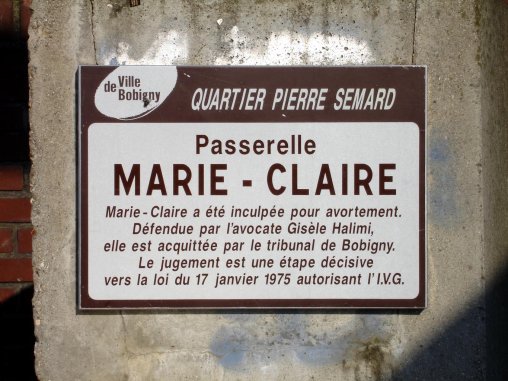 Ville
de Bobigny
QUARTIER PIERRE SEMARD
Passerelle
MARIE - CLAIRE
Marie-Claire a été inculpée pour avortement.
Défendue par l'avocate Gisèle Halimi,
elle est acquittée par le tribunal de Bobigny.
Le jugement est une étape décisive
vers la loi du 17 janvier 1975 autorisant l'I.V.G.